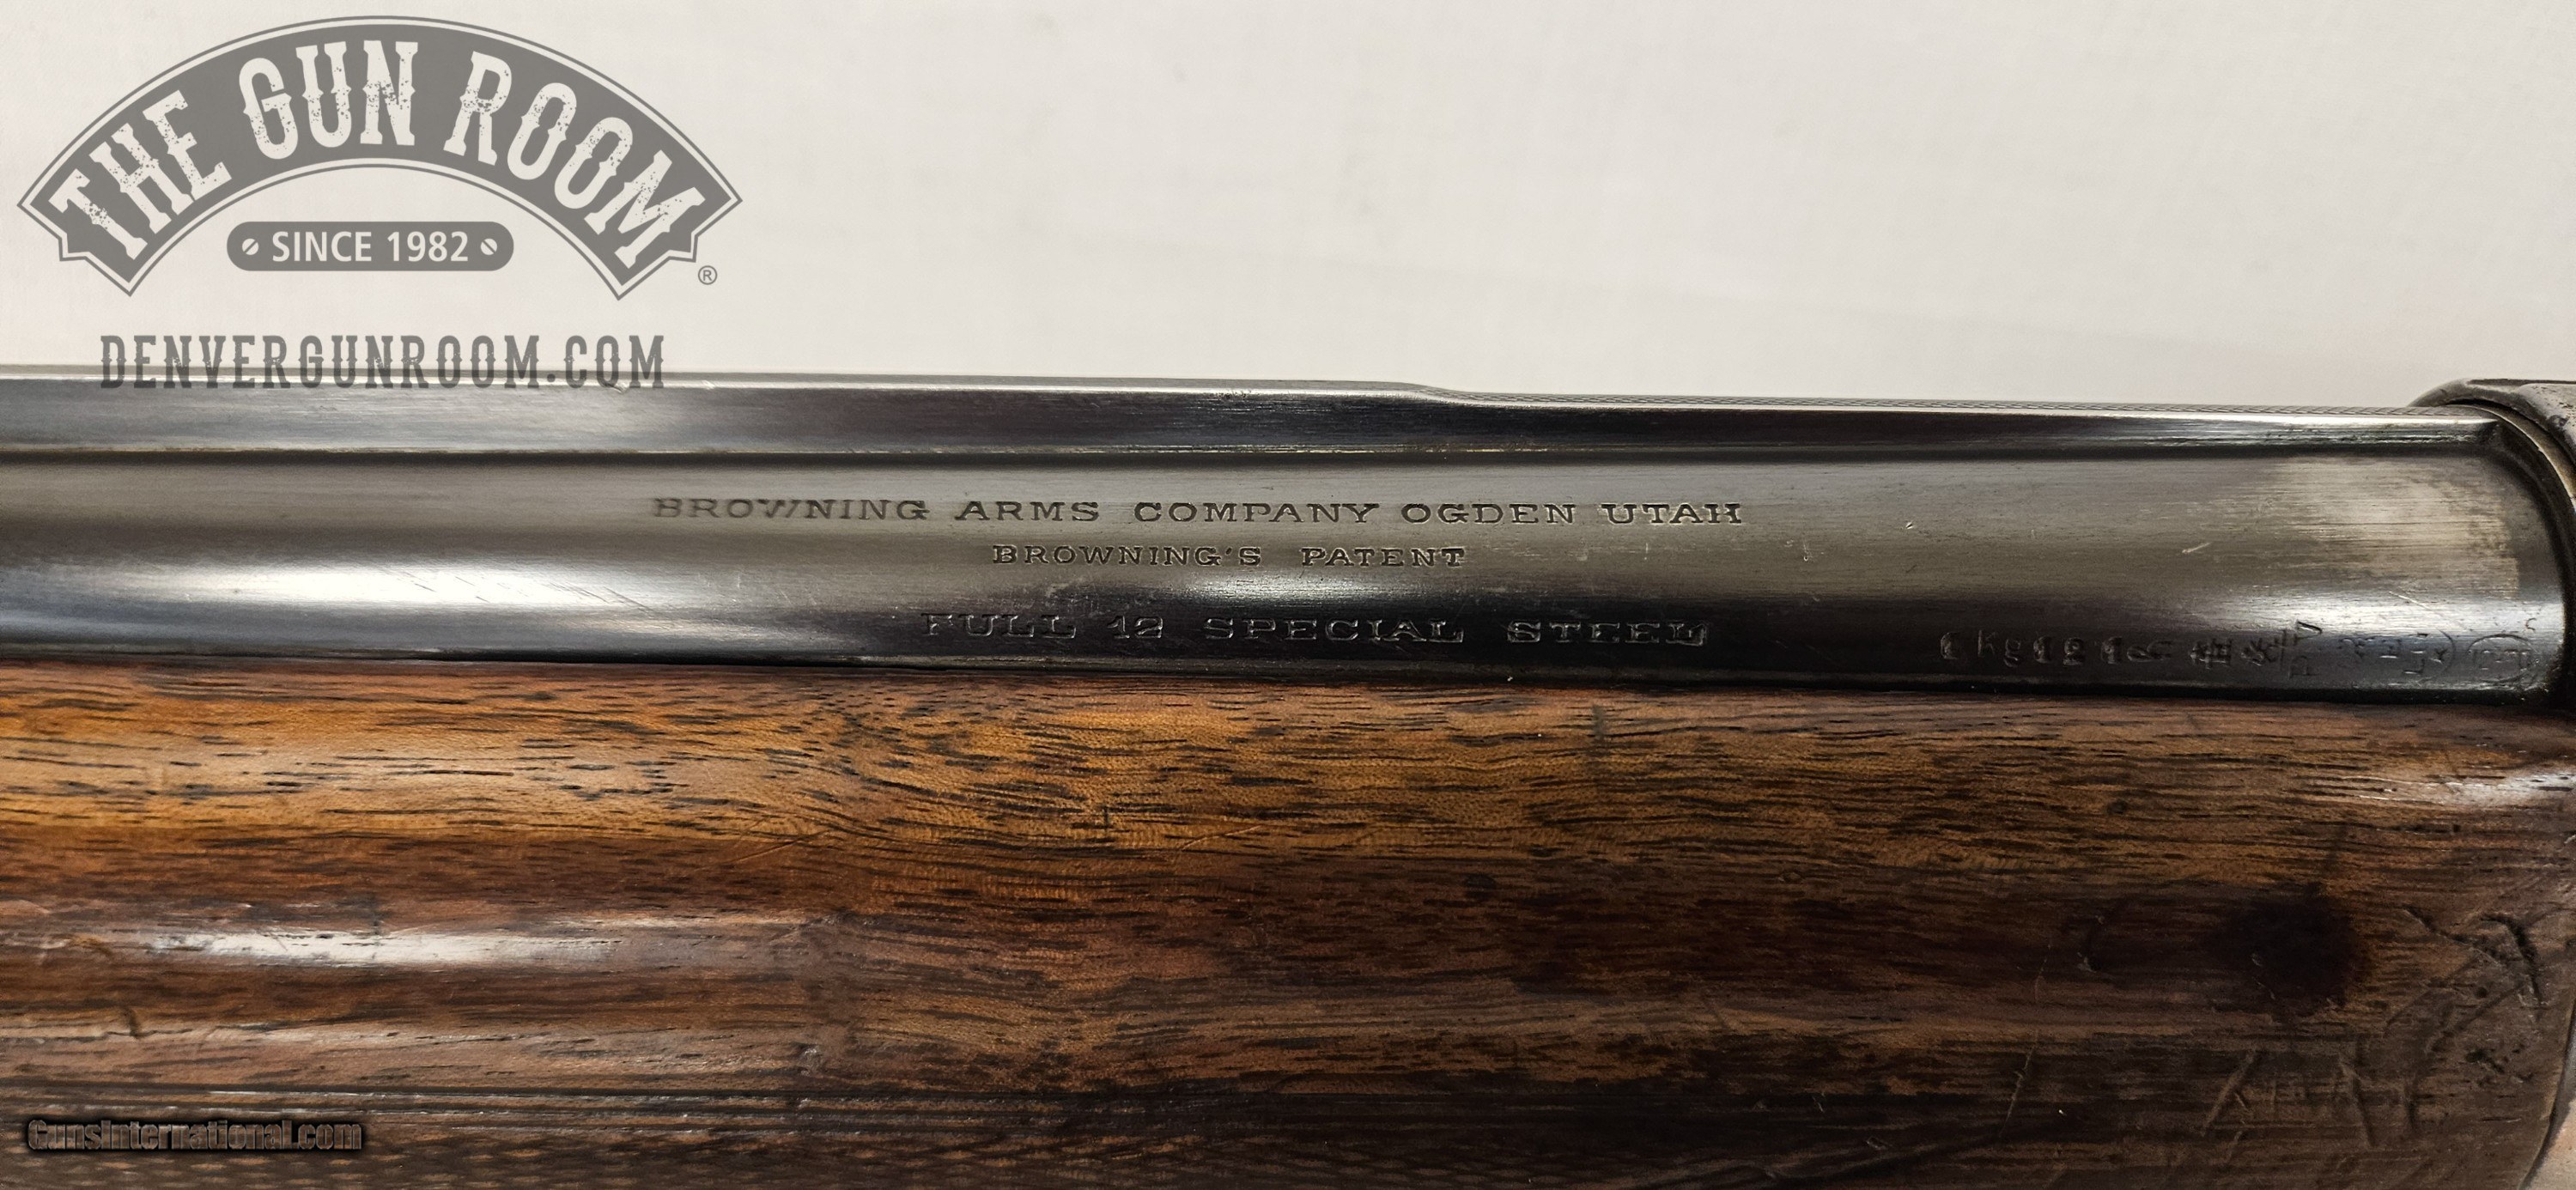 THE GUN ROOM
SINCE 1982
®
DENVERGUNROOM.COM
BROWNING ARMS COMPANY OGDEN UTAH
BROWNING'S PATENT
FULL 12 SPECIAL STEEL
GunsInternational.com